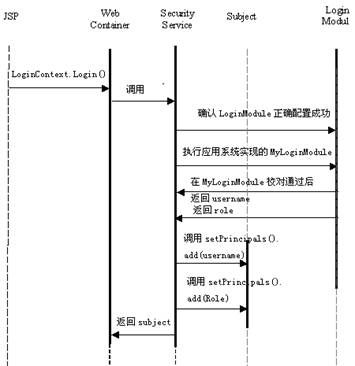 JSP
Web
Container
Security
Service
Subject
Login
Modul
LoginContext.Login()
调用
确认 LoginModule 正确配置成功
执行应用系统实现的 MyLoginModule
在 MyLoginModule 校对通过后
返回 username
返回 role
调用 setPrincipals().
add(username)
调用 setPrincipals().
add(Role)
返回 subject